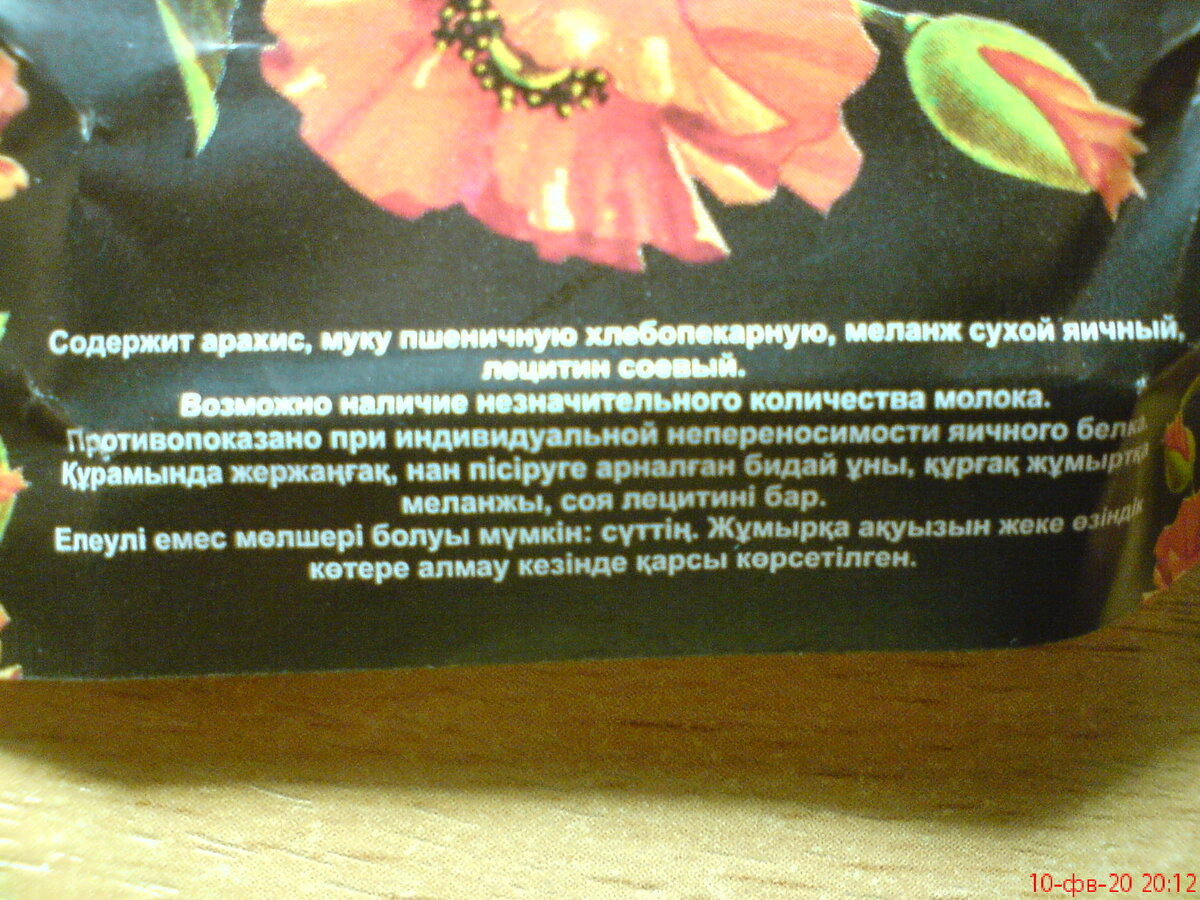 Содержит арахис, муку пшеничную хлебопекарную, меланж сухой яичный,
лецитин соевый.
Возможно наличие незначительного количества молока.
Противопоказано при индивидуальной непереносимости яичного белка.
Құрамында жержаңғақ, нан пісіруге арналған бидай ұны, құрғақ жұмыртқа
меланжы, соя лецитині бар.
Елеулі емес мөлшері болуы мүмкін: сүттің. Жұмырқа ақуызын жеке өзіндік
көтере алмау кезінде қарсы көрсетілген.
10-фв-20 20:12